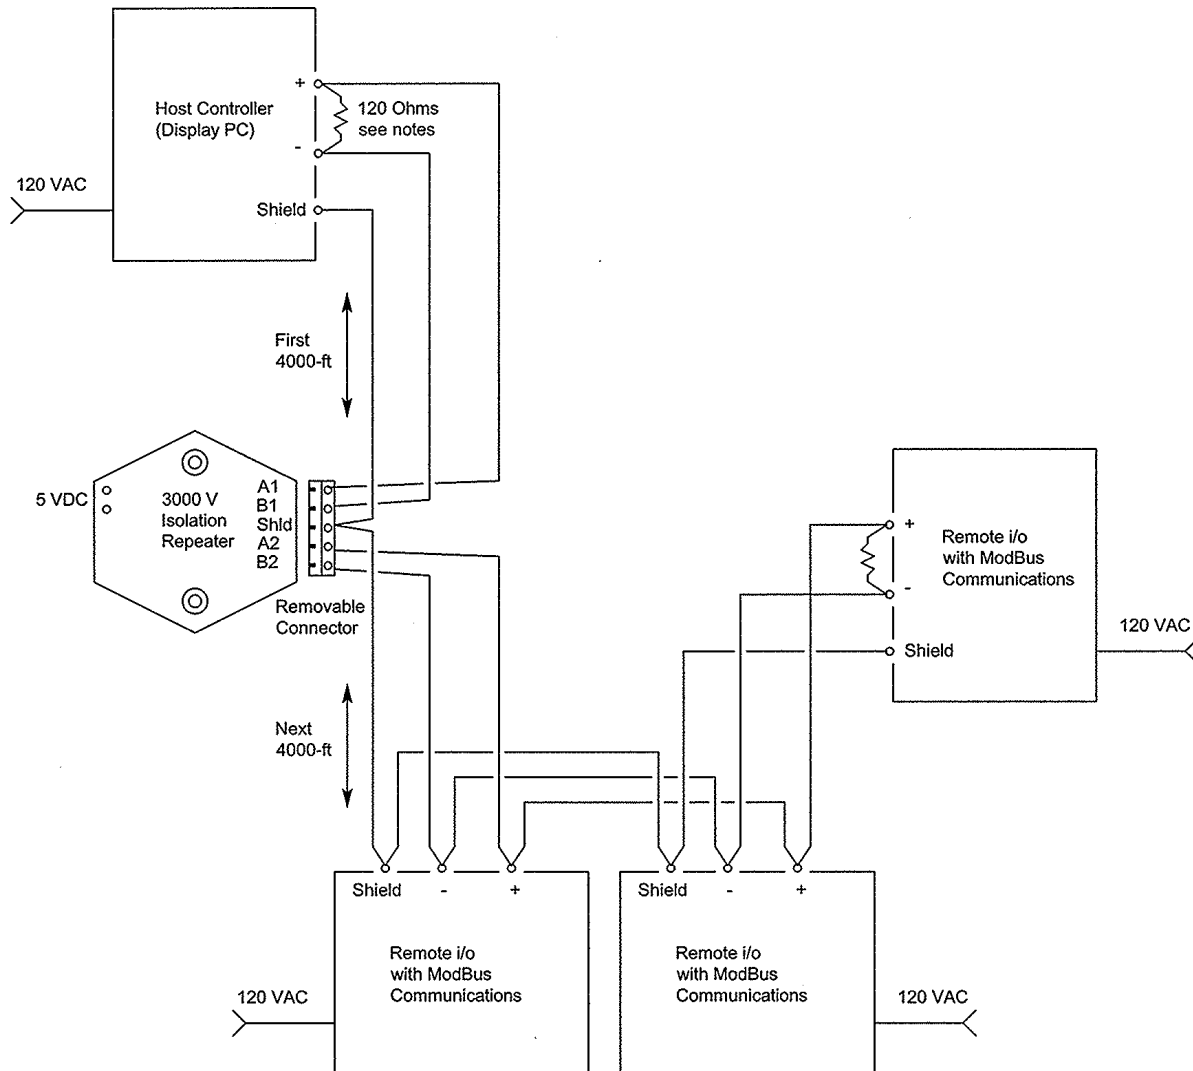 Host Controller
(Display PC)
+
120 Ohms
see notes
-
120 VAC
Shield
First
4000-ft
5 VDC
3000 V
Isolation
Repeater
A1
B1
Shld
A2
B2
Removable
Connector
+
Remote i/o
with ModBus
Communications
-
120 VAC
Shield
Next
4000-ft
Shield - +
Remote i/o
with ModBus
Communications
120 VAC
Shield - +
Remote i/o
with ModBus
Communications
120 VAC